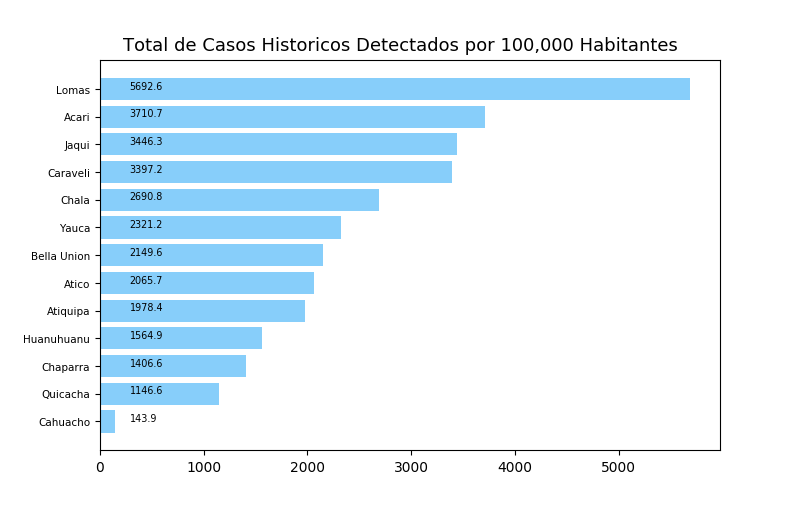 Total de Casos Historicos Detectados por 100,000 Habitantes
Lomas 5692.6
Acari 3710.7
Jaqui 3446.3
Caraveli 3397.2
Chala 2690.8
Yauca 2321.2
Bella Union 2149.6
Atico 2065.7
Atiquipa 1978.4
Huanuhuanu 1564.9
Chaparra 1406.6
Quicacha 1146.6
Cahuacho 143.9
0 1000 2000 3000 4000 5000